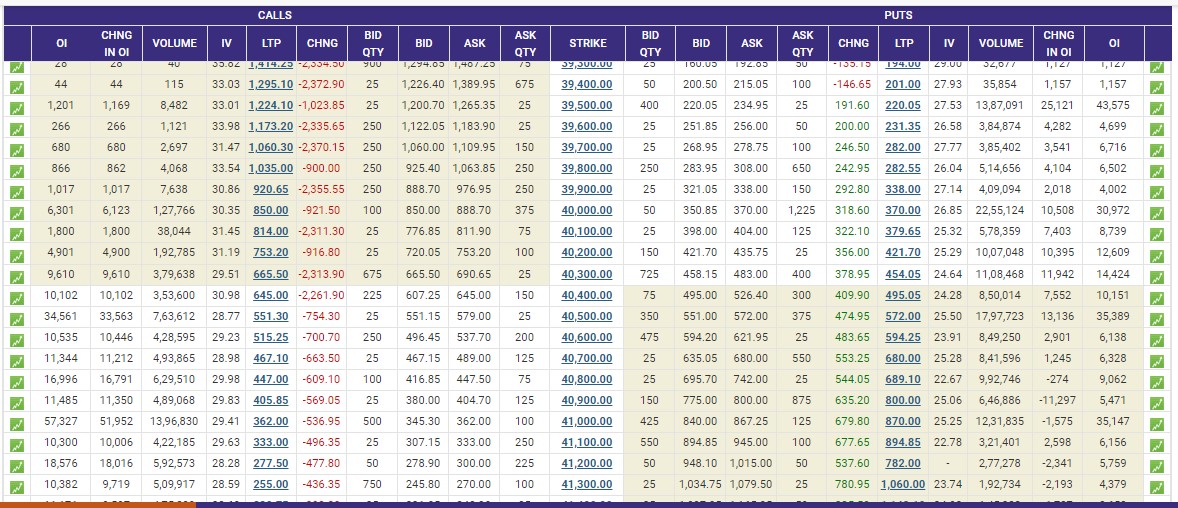 CALLS PUTS
OI CHNG IN OI VOLUME IV LTP CHNG BID QTY BID ASK ASK QTY STRIKE BID QTY BID ASK ASK QTY CHNG LTP IV VOLUME CHNG IN OI OI
28 28 40 35.62 1,414.25 -2,334.50 900 1,294.85 1,487.25 75 39,300.00 25 160.05 192.85 50 -135.15 194.00 29.00 32,677 1,127 1,127
44 44 115 33.03 1,295.10 -2,372.90 25 1,226.40 1,389.95 675 39,400.00 50 200.50 215.05 100 -146.65 201.00 27.93 35,854 1,157 1,157
1,201 1,169 8,482 33.01 1,224.10 -1,023.85 25 1,200.70 1,265.35 25 39,500.00 400 220.05 234.95 25 191.60 220.05 27.53 13,87,091 25,121 43,575
266 266 1,121 33.98 1,173.20 -2,335.65 250 1,122.05 1,183.90 25 39,600.00 25 251.85 256.00 50 200.00 231.35 26.58 3,84,874 4,282 4,699
680 680 2,697 31.47 1,060.30 -2,370.15 250 1,060.00 1,109.95 150 39,700.00 25 268.95 278.75 100 246.50 282.00 27.77 3,85,402 3,541 6,716
866 862 4,068 33.54 1,035.00 -900.00 250 925.40 1,063.85 250 39,800.00 250 283.95 308.00 650 242.95 282.55 26.04 5,14,656 4,104 6,502
1,017 1,017 7,638 30.86 920.65 -2,355.55 250 888.70 976.95 250 39,900.00 25 321.05 338.00 150 292.80 338.00 27.14 4,09,094 2,018 4,002
6,301 6,123 1,27,766 30.35 850.00 -921.50 100 850.00 888.70 375 40,000.00 50 350.85 370.00 1,225 318.60 370.00 26.85 22,55,124 10,508 30,972
1,800 1,800 38,044 31.45 814.00 -2,311.30 25 776.85 811.90 75 40,100.00 25 398.00 404.00 125 322.10 379.65 25.32 5,78,359 7,403 8,739
4,901 4,900 1,92,785 31.19 753.20 -916.80 25 720.05 753.20 100 40,200.00 150 421.70 435.75 25 356.00 421.70 25.29 10,07,048 10,395 12,609
9,610 9,610 3,79,638 29.51 665.50 -2,313.90 675 665.50 690.65 25 40,300.00 725 458.15 483.00 400 378.95 454.05 24.64 11,08,468 11,942 14,424
10,102 10,102 3,53,600 30.98 645.00 -2,261.90 225 607.25 645.00 150 40,400.00 75 495.00 526.40 300 409.90 495.05 24.28 8,50,014 7,552 10,151
34,561 33,563 7,63,612 28.77 551.30 -754.30 25 551.15 579.00 25 40,500.00 350 551.00 572.00 375 474.95 572.00 25.50 17,97,723 13,136 35,389
10,535 10,446 4,28,595 29.23 515.25 -700.70 250 496.45 537.70 200 40,600.00 475 594.20 621.95 25 483.65 594.25 23.91 8,49,250 2,901 6,138
11,344 11,212 4,93,865 28.98 467.10 -663.50 25 467.15 489.00 125 40,700.00 25 635.05 680.00 550 553.25 680.00 25.28 8,41,596 1,245 6,328
16,996 16,791 6,29,510 29.98 447.00 -609.10 100 416.85 447.50 75 40,800.00 25 695.70 742.00 25 544.05 689.10 22.67 9,92,746 -274 9,062
11,485 11,350 4,89,068 29.83 405.85 -569.05 25 380.00 404.70 125 40,900.00 150 775.00 800.00 875 635.20 800.00 25.06 6,46,886 -11,297 5,471
57,327 51,952 13,96,830 29.41 362.00 -536.95 500 345.30 362.00 100 41,000.00 425 840.00 867.25 125 679.80 870.00 25.25 12,31,835 -1,575 35,147
10,300 10,006 4,22,185 29.63 333.00 -496.35 25 307.15 333.00 250 41,100.00 550 894.85 945.00 100 677.65 894.85 22.78 3,21,401 2,598 6,156
18,576 18,016 5,92,573 28.28 277.50 -477.80 50 278.90 300.00 225 41,200.00 50 948.10 1,015.00 50 537.60 782.00 - 2,77,278 -2,341 5,759
10,382 9,719 5,09,917 28.59 255.00 -436.35 750 245.80 270.00 100 41,300.00 25 1,034.75 1,079.50 25 780.95 1,060.00 23.74 1,92,734 -2,193 4,379